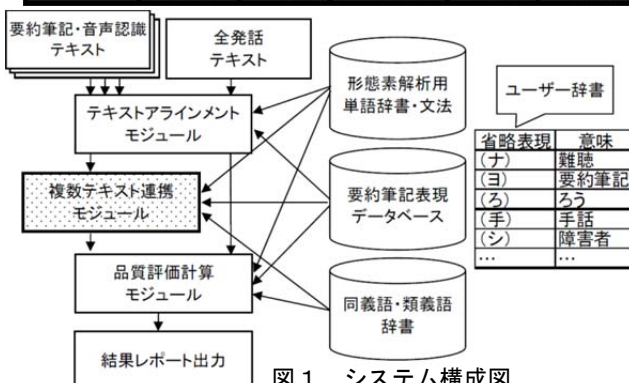 要約筆記・音声認識
テキスト
全発話
テキスト
テキストアラインメント
モジュール
複数テキスト連携
モジュール
品質評価計算
モジュール
結果レポート出力
形態素解析用
単語辞書・文法
要約筆記表現
データベース
同義語・類義語
辞書
ユーザー辞書
省略表現 意味
(ナ) 難聴
(ヨ) 要約筆記
(ろ) ろう
(手) 手話
(シ) 障害者
… …
図1 システム構成図